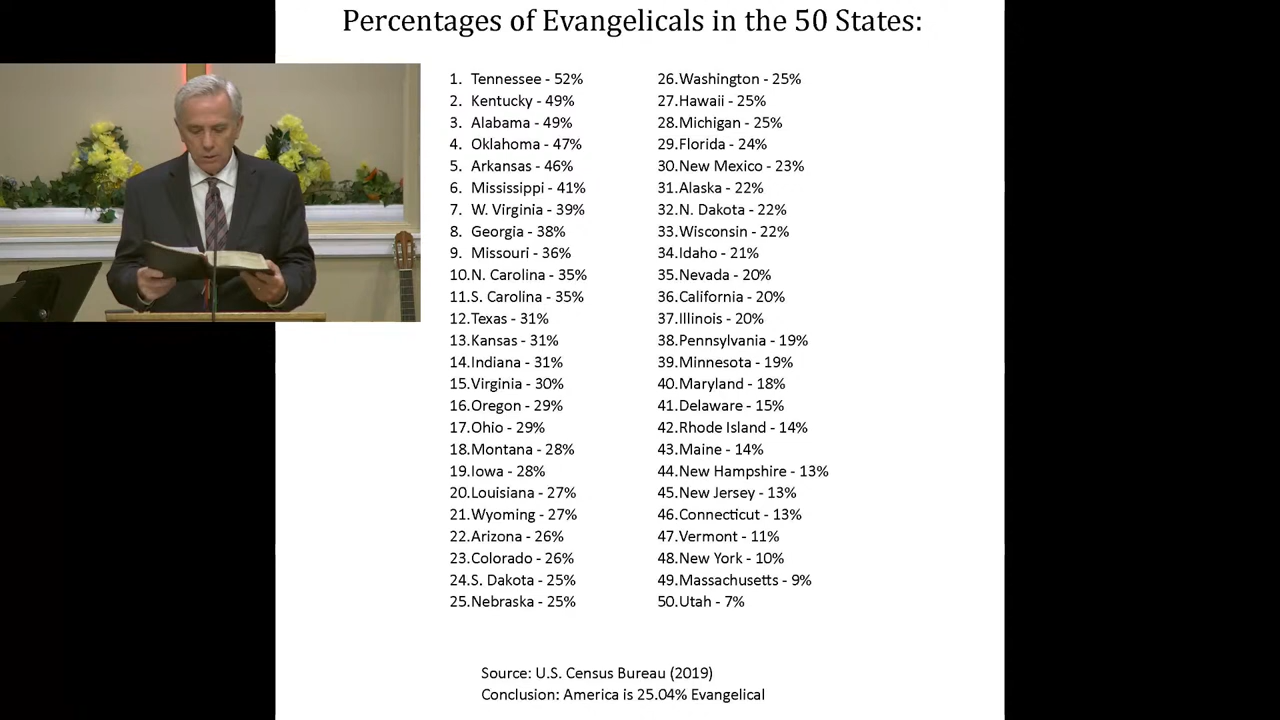 Percentages of Evangelicals in the 50 States:
1. Tennessee - 52%
2. Kentucky - 49%
3. Alabama - 49%
4. Oklahoma - 47%
5. Arkansas - 46%
6. Mississippi - 41%
7. W. Virginia - 39%
8. Georgia - 38%
9. Missouri - 36%
10. N. Carolina - 35%
11. S. Carolina - 35%
12. Texas - 31%
13. Kansas - 31%
14. Indiana - 31%
15. Virginia - 30%
16. Oregon - 29%
17. Ohio - 29%
18. Montana - 28%
19. Iowa - 28%
20. Louisiana - 27%
21. Wyoming - 27%
22. Arizona - 26%
23. Colorado - 26%
24. S. Dakota - 25%
25. Nebraska - 25%
26. Washington - 25%
27. Hawaii - 25%
28. Michigan - 25%
29. Florida - 24%
30. New Mexico - 23%
31. Alaska - 22%
32. N. Dakota - 22%
33. Wisconsin - 22%
34. Idaho - 21%
35. Nevada - 20%
36. California - 20%
37. Illinois - 20%
38. Pennsylvania - 19%
39. Minnesota - 19%
40. Maryland - 18%
41. Delaware - 15%
42. Rhode Island - 14%
43. Maine - 14%
44. New Hampshire - 13%
45. New Jersey - 13%
46. Connecticut - 13%
47. Vermont - 11%
48. New York - 10%
49. Massachusetts - 9%
50. Utah - 7%
Source: U.S. Census Bureau (2019)
Conclusion: America is 25.04% Evangelical